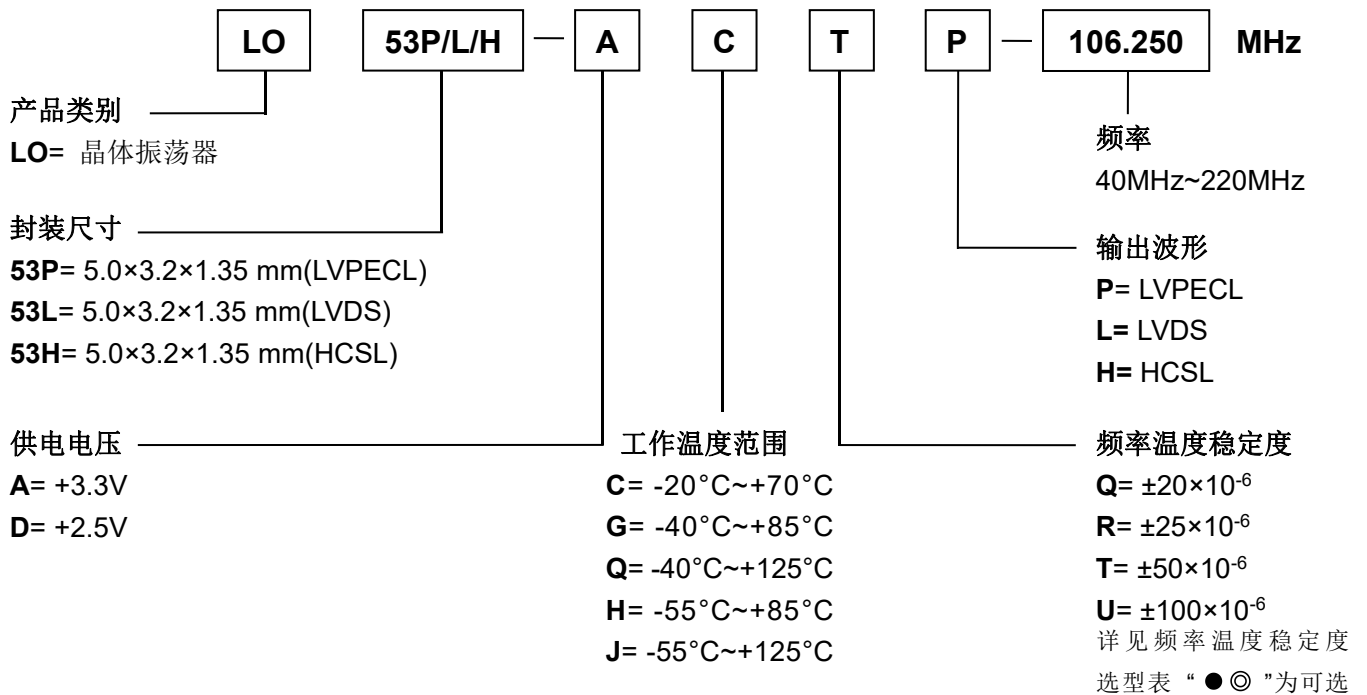 LO 53P/L/H — A C T P — 106.250 MHz
产品类别
LO= 晶体振荡器
封装尺寸
53P= 5.0×3.2×1.35 mm(LVPECL)
53L= 5.0×3.2×1.35 mm(LVDS)
53H= 5.0×3.2×1.35 mm(HCSL)
供电电压
A= +3.3V
D= +2.5V
工作温度范围
C= -20°C~+70°C
G= -40°C~+85°C
Q= -40°C~+125°C
H= -55°C~+85°C
J= -55°C~+125°C
频率
40MHz~220MHz
输出波形
P= LVPECL
L= LVDS
H= HCSL
频率温度稳定度
Q= ±20×10⁻⁶
R= ±25×10⁻⁶
T= ±50×10⁻⁶
U= ±100×10⁻⁶
详见频率温度稳定度
选型表 “ ●◎ ”为可选